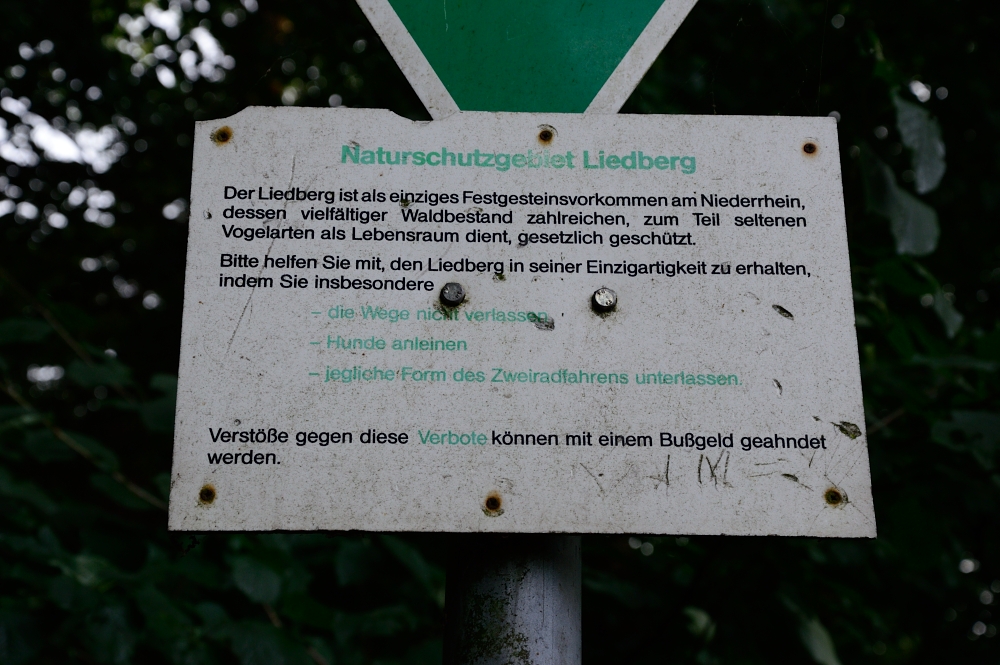 Naturschutzgebiet Liedberg
Der Liedberg ist als einziges Festgesteinsvorkommen am Niederrhein,
dessen vielfältiger Waldbestand zahlreichen, zum Teil seltenen
Vogelarten als Lebensraum dient, gesetzlich geschützt.
Bitte helfen Sie mit, den Liedberg in seiner Einzigartigkeit zu erhalten,
indem Sie insbesondere
– die Wege nicht verlassen
– Hunde anleinen
– jegliche Form des Zweiradfahrens unterlassen.
Verstöße gegen diese Verbote können mit einem Bußgeld geahndet
werden.